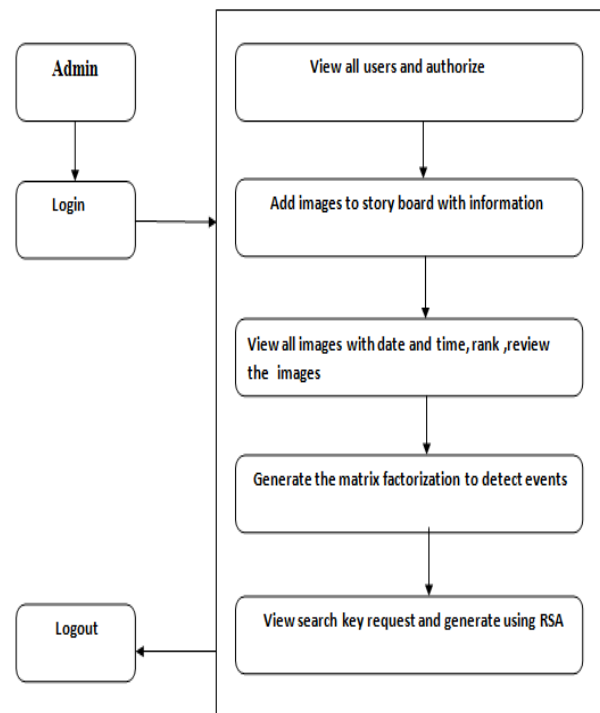 Admin
Login
View all users and authorize
Add images to story board with information
View all images with date and time, rank ,review
the images
Generate the matrix factorization to detect events
View search key request and generate using RSA
Logout